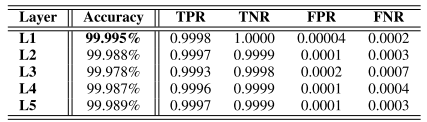 Layer Accuracy TPR TNR FPR FNR
L1 99.995% 0.9998 1.0000 0.00004 0.0002
L2 99.988% 0.9997 0.9999 0.0001 0.0003
L3 99.978% 0.9993 0.9998 0.0002 0.0007
L4 99.987% 0.9996 0.9999 0.0001 0.0004
L5 99.989% 0.9997 0.9999 0.0001 0.0003